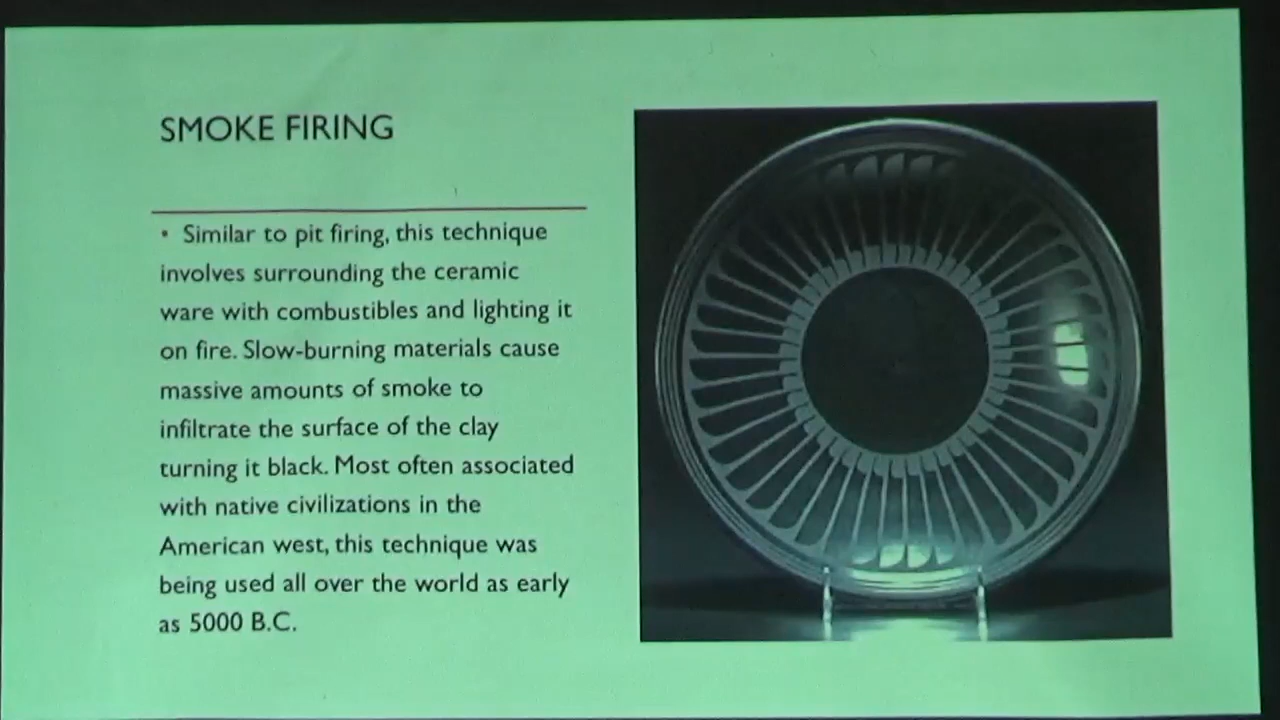 SMOKE FIRING
• Similar to pit firing, this technique
involves surrounding the ceramic
ware with combustibles and lighting it
on fire. Slow-burning materials cause
massive amounts of smoke to
infiltrate the surface of the clay
turning it black. Most often associated
with native civilizations in the
American west, this technique was
being used all over the world as early
as 5000 B.C.